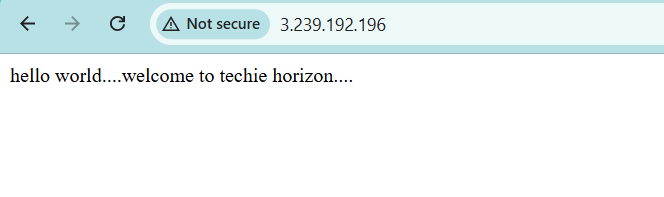 Not secure 3.239.192.196
hello world....welcome to techie horizon....